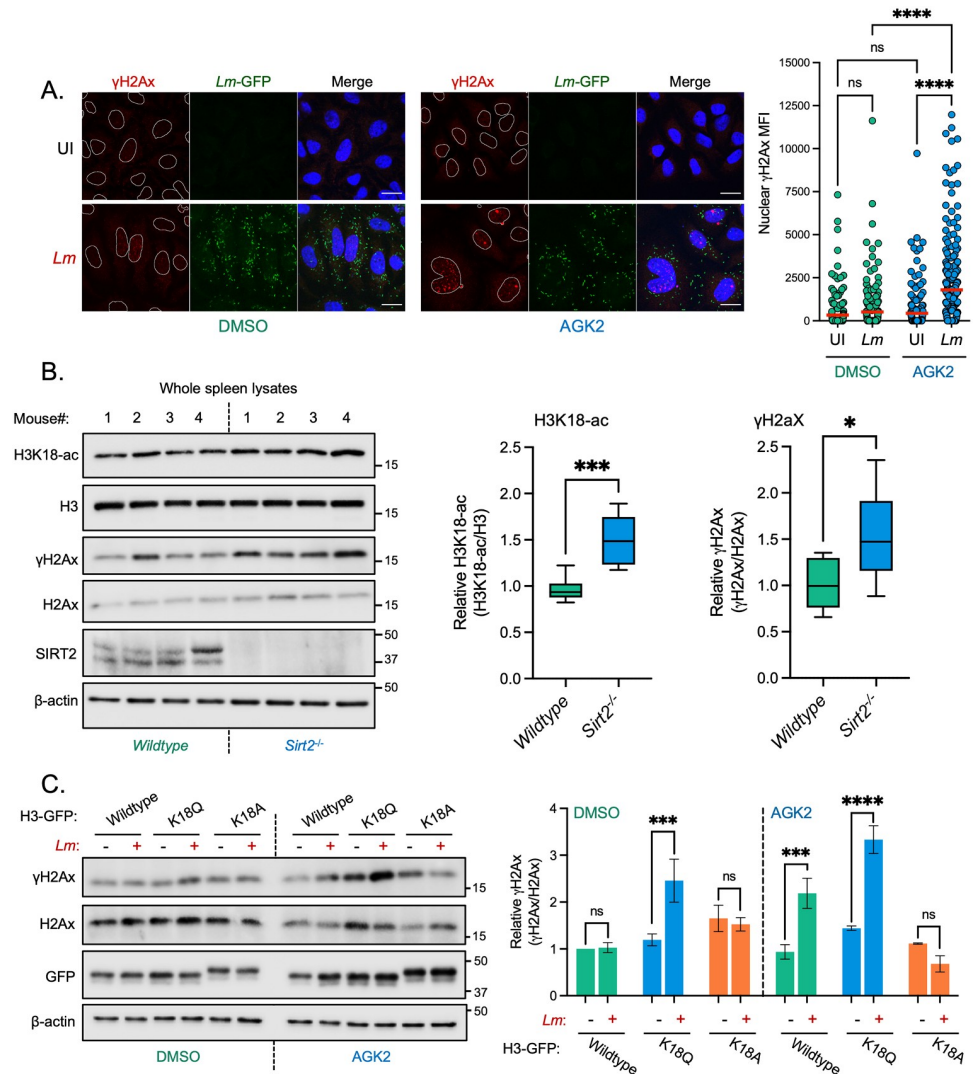 A.
γH2Ax Lm-GFP Merge γH2Ax Lm-GFP Merge
UI
Lm
DMSO AGK2
Nuclear γH2Ax MFI
15000
12500
10000
7500
5000
2500
0
****
ns
ns ****
UI Lm UI Lm
DMSO AGK2
B.
Whole spleen lysates
Mouse#: 1 2 3 4 1 2 3 4
H3K18-ac 15
H3 15
γH2Ax 15
H2Ax 15
SIRT2 50
37
β-actin 50
Wildtype Sirt2-/-
H3K18-ac
Relative H3K18-ac
(H3K18-ac/H3)
2.5
2.0
1.5
1.0
0.5
0.0
***
Wildtype Sirt2-/-
γH2aX
Relative γH2Ax
(γH2Ax/H2Ax)
2.5
2.0
1.5
1.0
0.5
0.0
*
Wildtype Sirt2-/-
C.
H3-GFP: Wildtype K18Q K18A Wildtype K18Q K18A
Lm: - + - + - + - + - + - +
γH2Ax 15
H2Ax 15
GFP 50
37
β-actin 50
DMSO AGK2
Relative γH2Ax
(γH2Ax/H2Ax)
4
3
2
1
0
DMSO AGK2
ns *** ns *** **** ns
Lm: - + - + - + - + - + - +
H3-GFP: Wildtype K18Q K18A Wildtype K18Q K18A